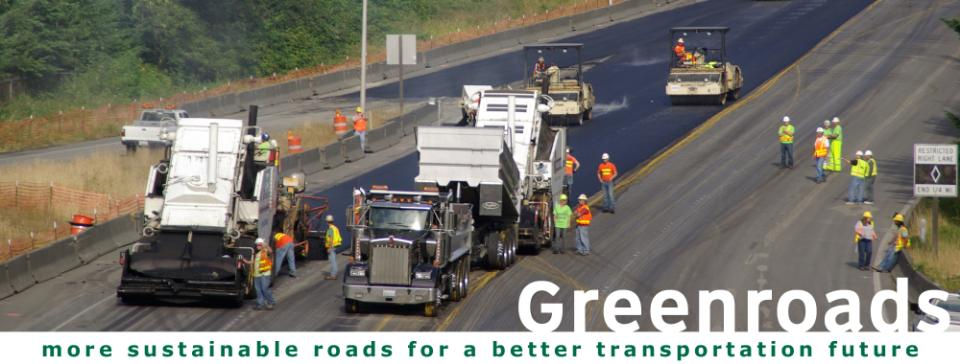 RESTRICTED
RIGHT LANE
END 1/4 MI
Greenroads
more sustainable roads for a better transportation future